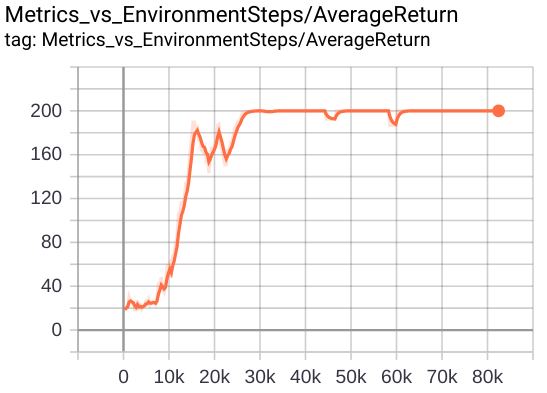 Metrics_vs_EnvironmentSteps/AverageReturn
tag: Metrics_vs_EnvironmentSteps/AverageReturn
200
160
120
80
40
0
0 10k 20k 30k 40k 50k 60k 70k 80k